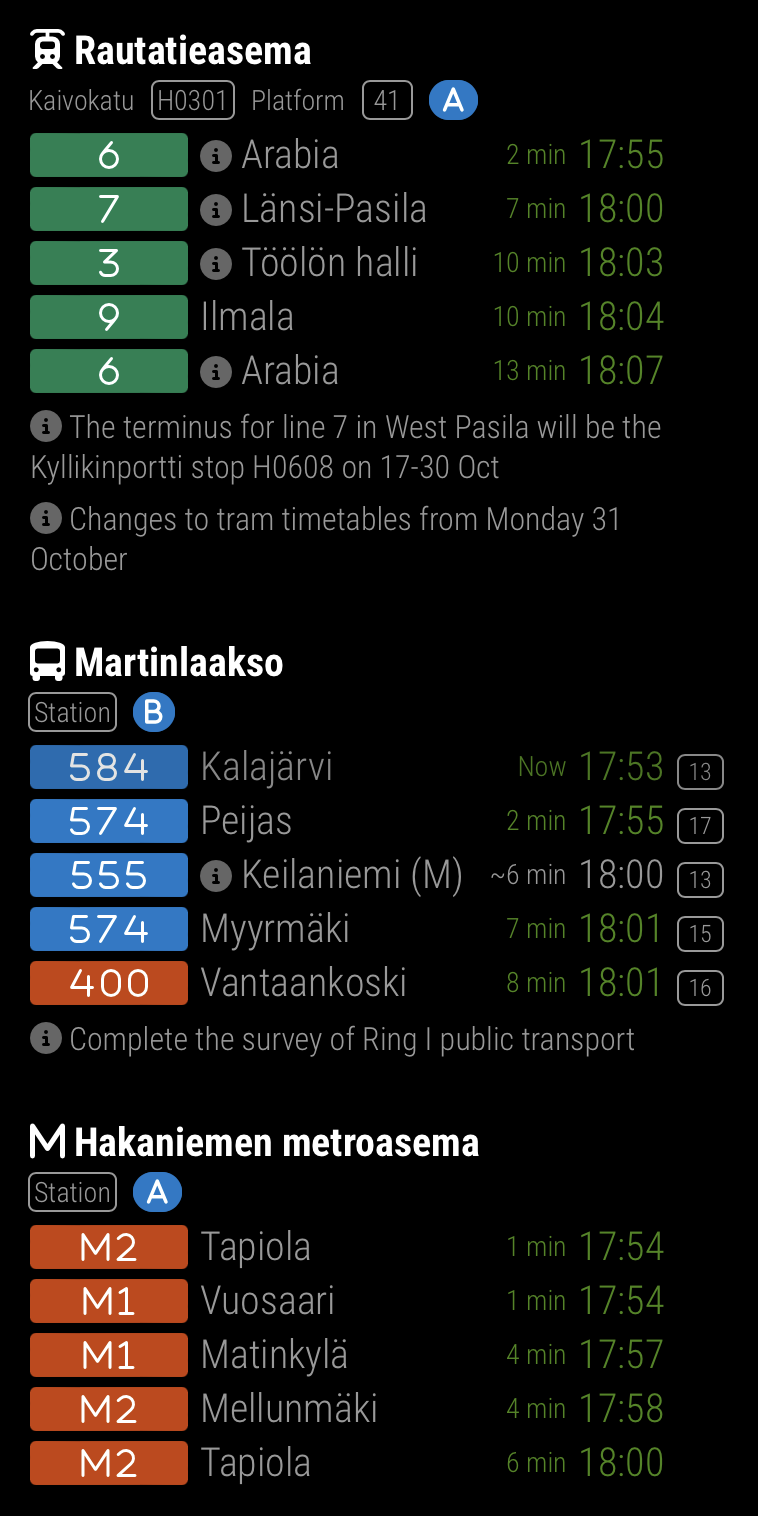 Rautatieasema
Kaivokatu H0301 Platform 41 A
6 Arabia 2 min 17:55
7 Länsi-Pasila 7 min 18:00
3 Töölön halli 10 min 18:03
9 Ilmala 10 min 18:04
6 Arabia 13 min 18:07
The terminus for line 7 in West Pasila will be the
Kyllikinportti stop H0608 on 17-30 Oct
Changes to tram timetables from Monday 31
October
Martinlaakso
Station B
584 Kalajärvi Now 17:53 13
574 Peijas 2 min 17:55 17
555 Keilaniemi (M) ~6 min 18:00 13
574 Myyrmäki 7 min 18:01 15
400 Vantaankoski 8 min 18:01 16
Complete the survey of Ring I public transport
M Hakaniemen metroasema
Station A
M2 Tapiola 1 min 17:54
M1 Vuosaari 1 min 17:54
M1 Matinkylä 4 min 17:57
M2 Mellunmäki 4 min 17:58
M2 Tapiola 6 min 18:00